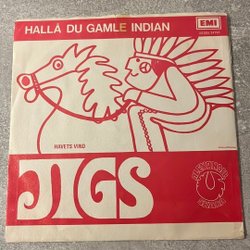 HALLÅ DU GAMLE INDIAN
EMI
HAVETS VIND
JIGS